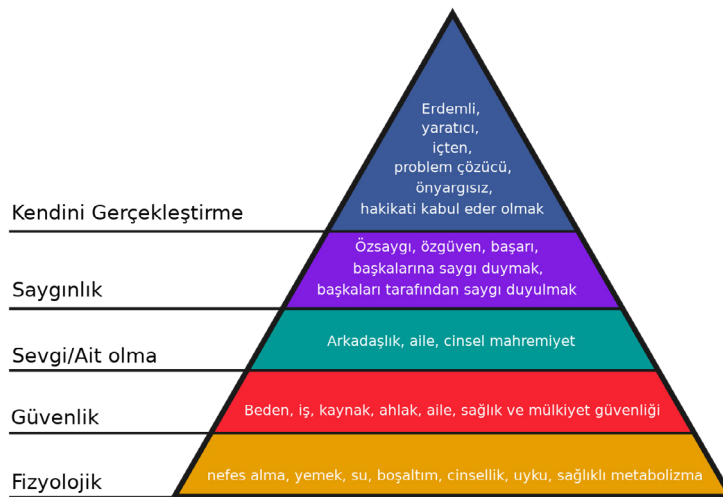 Erdemli,
yaratıcı,
içten,
problem çözücü,
önyargısız,
hakikati kabul eder olmak
Kendini Gerçekleştirme
Özsaygı, özgüven, başarı,
başkalarına saygı duymak,
başkaları tarafından saygı duyulmak
Saygınlık
Arkadaşlık, aile, cinsel mahremiyet
Sevgi/Ait olma
Beden, iş, kaynak, ahlak, aile, sağlık ve mülkiyet güvenliği
Güvenlik
nefes alma, yemek, su, boşaltım, cinsellik, uyku, sağlıklı metabolizma
Fizyolojik